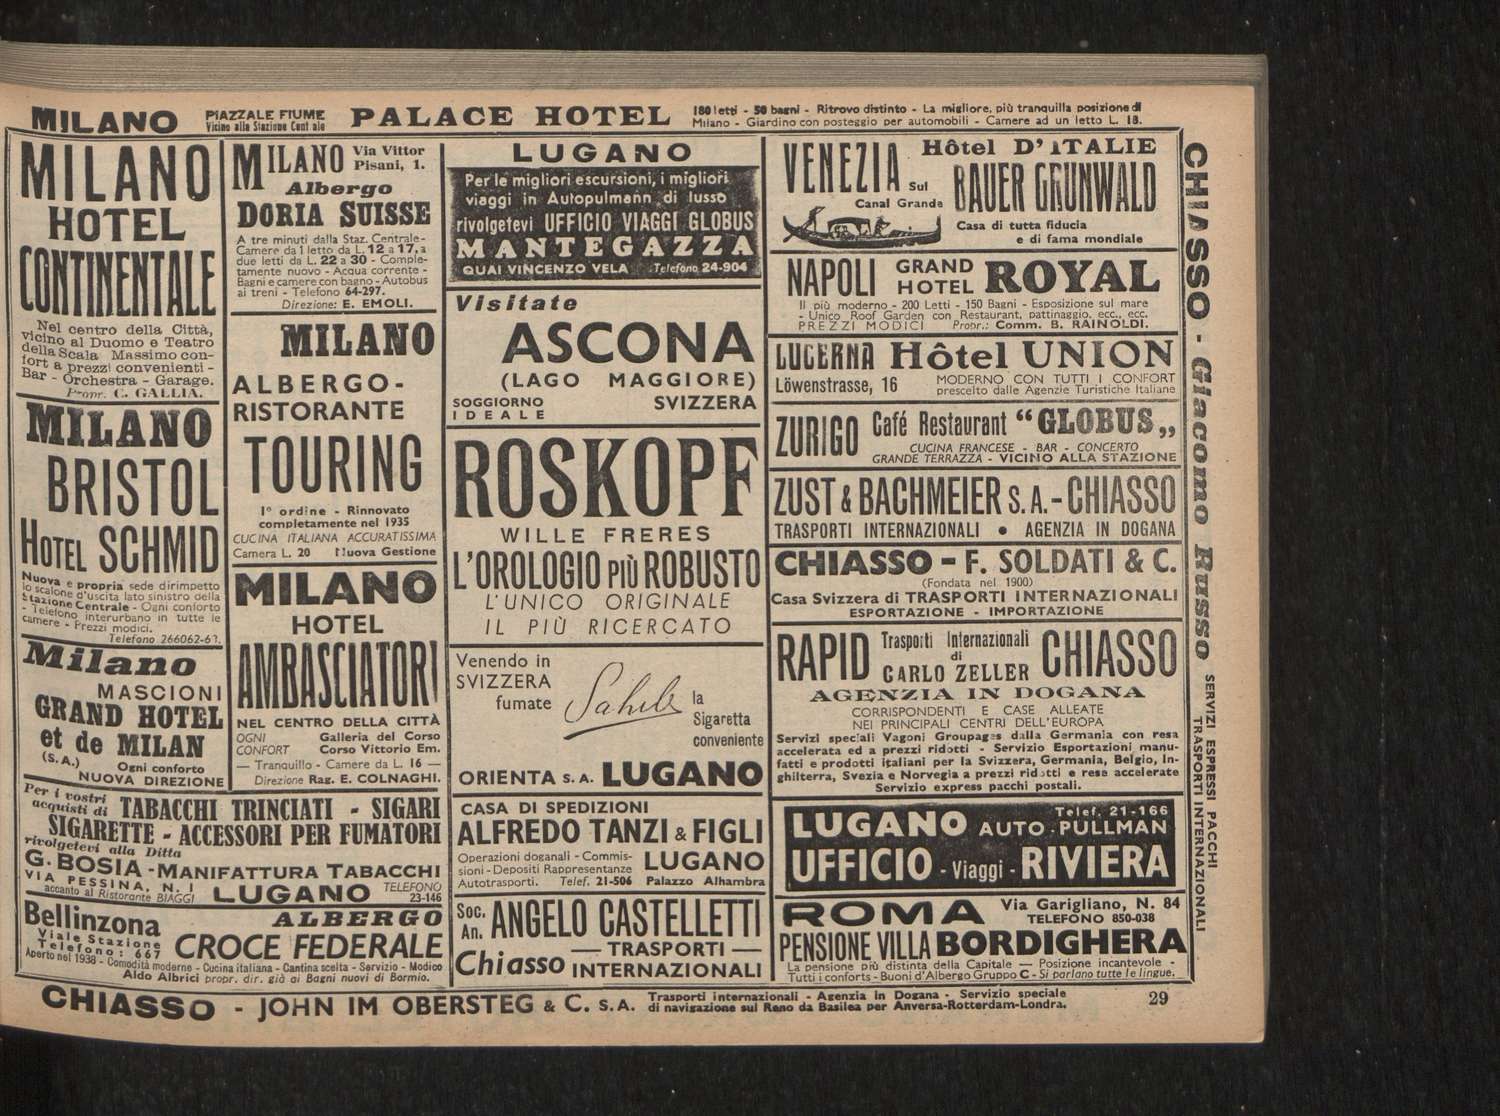 MILANO PIAZZALE FIUME Vicino alla Stazione Cent ale PALACE HOTEL 180 letti - 50 bagni - Ritrovo distinto - La migliore, più tranquilla posizione di
Milano - Giardino con posteggio per automobili - Camere ad un letto L. 18.
MILANO
HOTEL
CONTINENTALE
Nel centro della Città,
vicino al Duomo e Teatro
della Scala Massimo con-
fort a prezzi convenienti -
Bar - Orchestra - Garage.
Propr. C. GALLIA.
MILANO
BRISTOL
HOTEL SCHMID
Nuova e propria sede dirimpetto
lo scalone d'uscita lato sinistro della
Stazione Centrale - Ogni conforto
- Telefono interurbano in tutte le
camere - Prezzi modici.
Telefono 266062-63.
Milano
MASCIONI
GRAND HOTEL
et de MILAN
(S. A.) Ogni conforto
NUOVA DIREZIONE
MILANO Via Vittor
Pisani, 1.
Albergo
DORIA SUISSE
A tre minuti dalla Staz. Centrale -
Camere da 1 letto da L. 12 a 17, a
due letti da L. 22 a 30 - Comple-
tamente nuovo - Acqua corrente -
Bagni e camere con bagno - Autobus
ai treni - Telefono 64-297.
Direzione: E. EMOLI.
MILANO
ALBERGO-
RISTORANTE
TOURING
1° ordine - Rinnovato
completamente nel 1935
CUCINA ITALIANA ACCURATISSIMA
Camera L. 20 Nuova Gestione
MILANO
HOTEL
AMBASCIATORI
NEL CENTRO DELLA CITTÀ
OGNI Galleria del Corso
CONFORT Corso Vittorio Em.
— Tranquillo - Camere da L. 16 —
Direzione Rag. E. COLNAGHI.
Per i vostri
acquisti di TABACCHI TRINCIATI - SIGARI
SIGARETTE - ACCESSORI PER FUMATORI
rivolgetevi alla Ditta
G. BOSIA - MANIFATTURA TABACCHI
VIA PESSINA, N. 1
accanto al Ristorante BIAGGI LUGANO TELEFONO
23-146
Bellinzona ALBERGO
Viale Stazione
Telefono: 667 CROCE FEDERALE
Aperto nel 1938 - Comodità moderne - Cucina italiana - Cantina scelta - Servizio - Modico
Aldo Albrici propr. dir. già ai Bagni nuovi di Bormio.
LUGANO
Per le migliori escursioni, i migliori
viaggi in Autopulmann di lusso
rivolgetevi UFFICIO VIAGGI GLOBUS
MANTEGAZZA
QUAI VINCENZO VELA Telefono 24-904
Visitate
ASCONA
(LAGO MAGGIORE)
SOGGIORNO
IDEALE SVIZZERA
ROSKOPF
WILLE FRERES
L'OROLOGIO PIÙ ROBUSTO
L'UNICO ORIGINALE
IL PIÙ RICERCATO
Venendo in
SVIZZERA
fumate Sahib la
Sigaretta
conveniente
ORIENTA S. A. LUGANO
CASA DI SPEDIZIONI
ALFREDO TANZI & FIGLI
Operazioni doganali - Commis-
sioni - Depositi Rappresentanze LUGANO
Autotrasporti. Telef. 21-506 Palazzo Alhambra
Soc.
An. ANGELO CASTELLETTI
— TRASPORTI —
Chiasso INTERNAZIONALI
VENEZIA Sul
Canal Grande
Hôtel D'ITALIE
BAUER GRUNWALD
Casa di tutta fiducia
e di fama mondiale
NAPOLI GRAND
HOTEL ROYAL
Il più moderno - 200 Letti - 150 Bagni - Esposizione sul mare
- Unico Roof Garden con Restaurant, pattinaggio, ecc., ecc.
PREZZI MODICI Propr.: Comm. B. RAINOLDI.
LUCERNA Hôtel UNION
Löwenstrasse, 16 MODERNO CON TUTTI I CONFORT
prescelto dalle Agenzie Turistiche Italiane
ZURIGO Café Restaurant “GLOBUS„
CUCINA FRANCESE - BAR - CONCERTO
GRANDE TERRAZZA - VICINO ALLA STAZIONE
ZUST & BACHMEIER S. A. - CHIASSO
TRASPORTI INTERNAZIONALI • AGENZIA IN DOGANA
CHIASSO - F. SOLDATI & C.
(Fondata nel 1900)
Casa Svizzera di TRASPORTI INTERNAZIONALI
ESPORTAZIONE - IMPORTAZIONE
RAPID Trasporti Internazionali
di
CARLO ZELLER CHIASSO
AGENZIA IN DOGANA
CORRISPONDENTI E CASE ALLEATE
NEI PRINCIPALI CENTRI DELL'EUROPA
Servizi speciali Vagoni Groupages dalla Germania con resa
accelerata ed a prezzi ridotti - Servizio Esportazioni manu-
fatti e prodotti italiani per la Svizzera, Germania, Belgio, In-
ghilterra, Svezia e Norvegia a prezzi ridotti e rese accelerate
Servizio express pacchi postali.
Telef. 21-166
LUGANO AUTO-PULLMAN
UFFICIO - Viaggi - RIVIERA
ROMA Via Garigliano, N. 84
TELEFONO 850-038
PENSIONE VILLA BORDIGHERA
La pensione più distinta della Capitale — Posizione incantevole -
Tutti i conforts - Buoni d'Albergo Gruppo C - Si parlano tutte le lingue.
CHIASSO - Giacomo Russo SERVIZI ESPRESSI PACCHI
TRASPORTI INTERNAZIONALI
CHIASSO - JOHN IM OBERSTEG & C. S. A. Trasporti internazionali - Agenzia in Dogana - Servizio speciale
di navigazione sul Reno da Basilea per Anversa-Rotterdam-Londra.
29